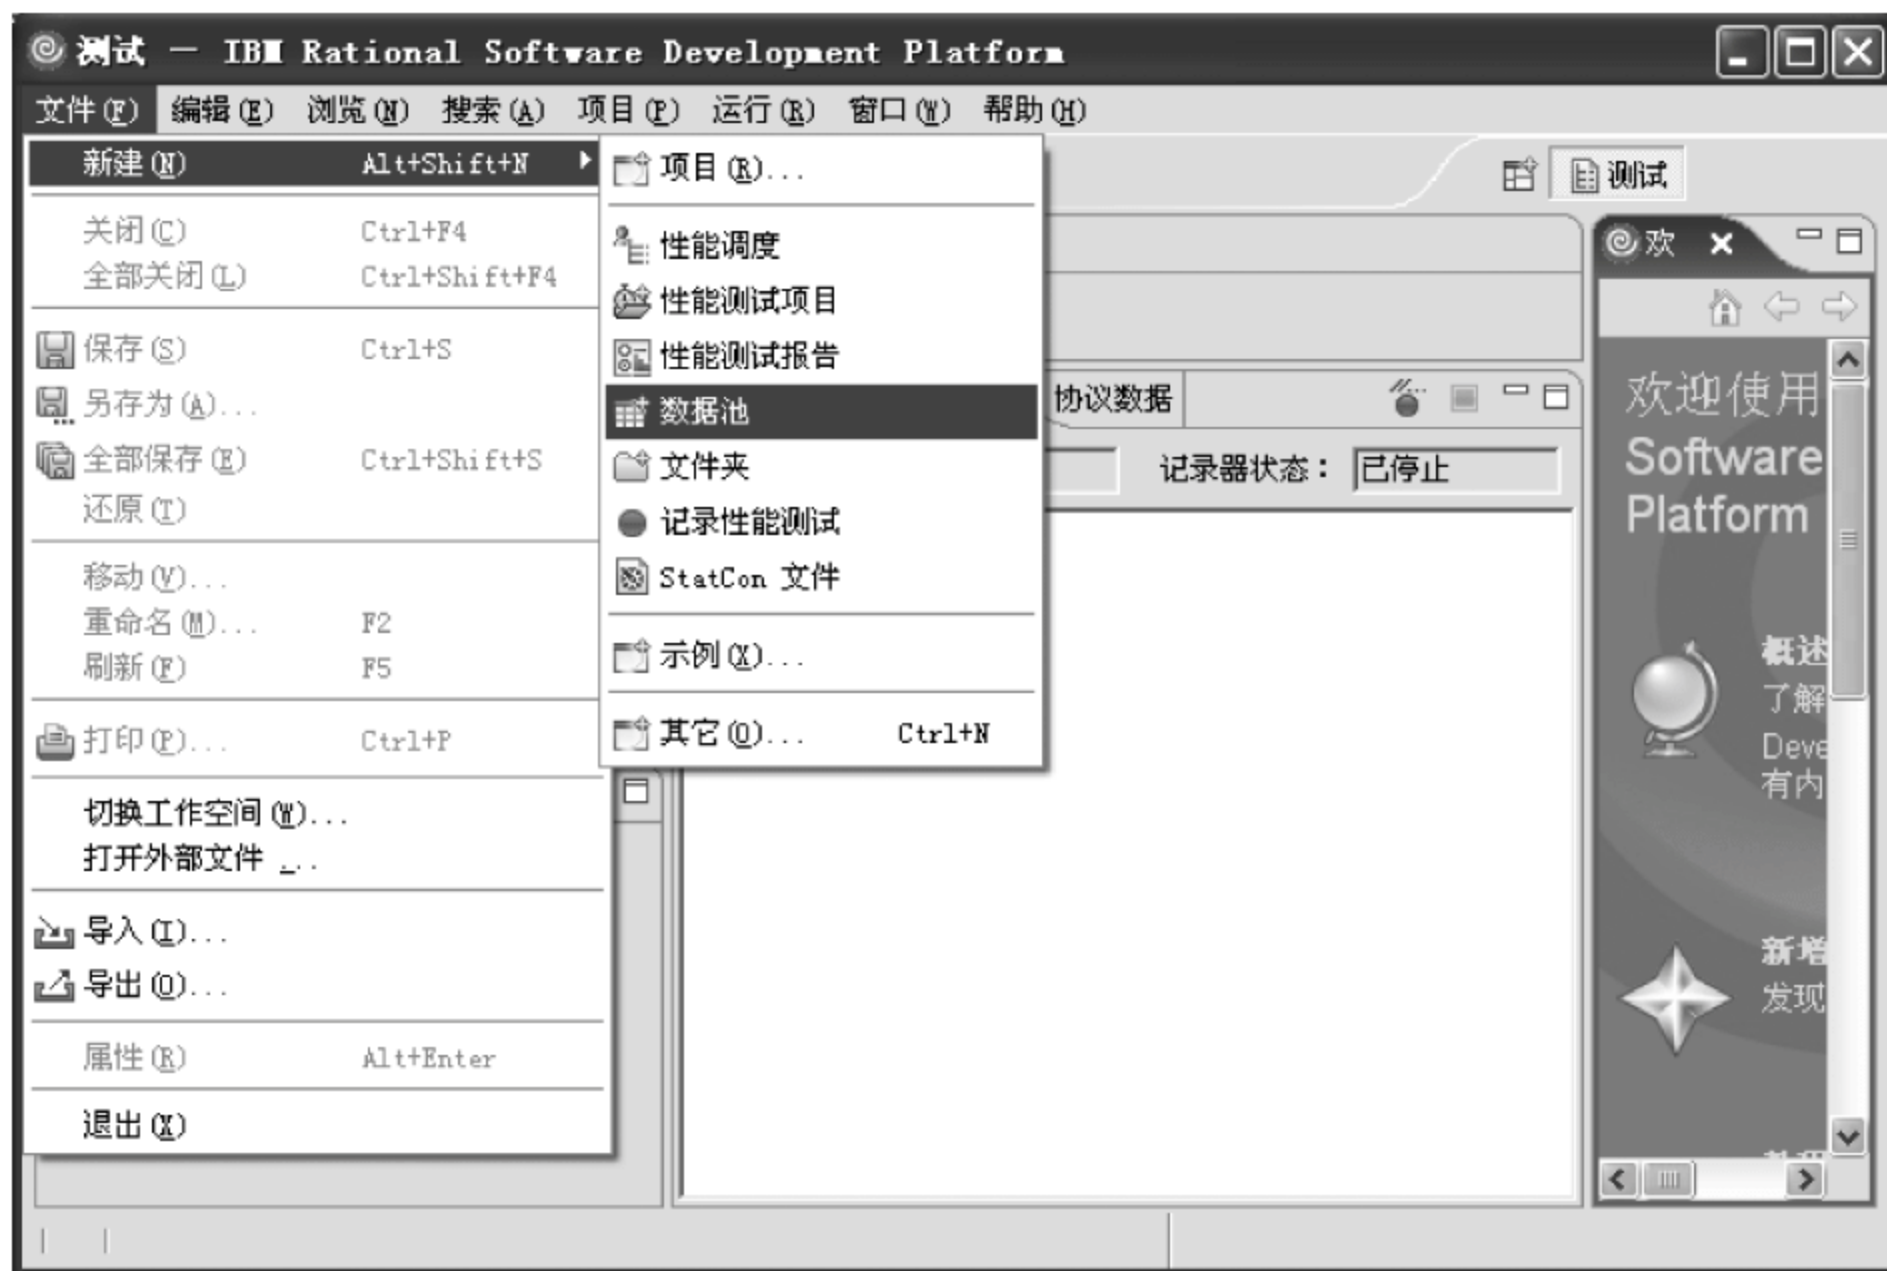 测试 － IBM Rational Software Development Platform
文件(F) 编辑(E) 浏览(N) 搜索(A) 项目(P) 运行(R) 窗口(W) 帮助(H)
新建(N) Alt+Shift+N
关闭(C) Ctrl+F4
全部关闭(L) Ctrl+Shift+F4
保存(S) Ctrl+S
另存为(A)...
全部保存(E) Ctrl+Shift+S
还原(T)
移动(V)...
重命名(M)... F2
刷新(F) F5
打印(P)... Ctrl+P
切换工作空间(W)...
打开外部文件 ...
导入(I)...
导出(O)...
属性(R) Alt+Enter
退出(X)
项目(R)...
性能调度
性能测试项目
性能测试报告
数据池
文件夹
记录性能测试
StatCon 文件
示例(X)...
其它(O)... Ctrl+N
测试
协议数据
记录器状态： 已停止
欢
欢迎使用
Software
Platform
概述
了解
Deve
有内
新增
发现